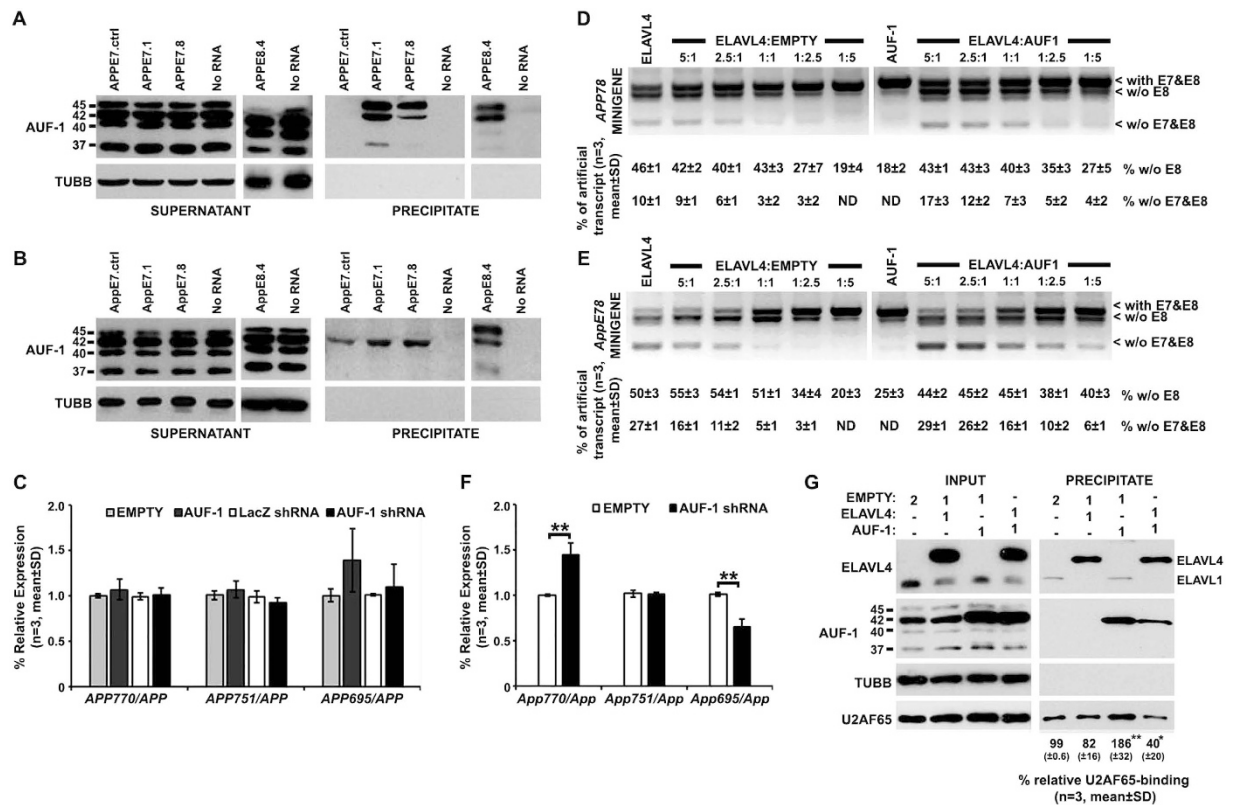 A
APPE7.ctrl
APPE7.1
APPE7.8
No RNA
APPE8.4
No RNA
APPE7.ctrl
APPE7.1
APPE7.8
No RNA
APPE8.4
No RNA
AUF-1
45
42
40
37
TUBB
SUPERNATANT
PRECIPITATE
B
AppE7.ctrl
AppE7.1
AppE7.8
No RNA
AppE8.4
No RNA
AppE7.ctrl
AppE7.1
AppE7.8
No RNA
AppE8.4
No RNA
AUF-1
45
42
40
37
TUBB
SUPERNATANT
PRECIPITATE
C
% Relative Expression
(n=3, mean±SD)
2.0
1.5
1.0
0.5
0
EMPTY AUF-1 LacZ shRNA AUF-1 shRNA
APP770/APP APP751/APP APP695/APP
D
ELAVL4
ELAVL4:EMPTY
5:1 2.5:1 1:1 1:2.5 1:5
AUF-1
ELAVL4:AUF1
5:1 2.5:1 1:1 1:2.5 1:5
APP78
MINIGENE
< with E7&E8
< w/o E8
< w/o E7&E8
% of artificial
transcript (n=3,
mean±SD)
46±1 42±2 40±1 43±3 27±7 19±4 18±2 43±1 43±3 40±3 35±3 27±5 % w/o E8
10±1 9±1 6±1 3±2 3±2 ND ND 17±3 12±2 7±3 5±2 4±2 % w/o E7&E8
E
ELAVL4
ELAVL4:EMPTY
5:1 2.5:1 1:1 1:2.5 1:5
AUF-1
ELAVL4:AUF1
5:1 2.5:1 1:1 1:2.5 1:5
AppE78
MINIGENE
< with E7&E8
< w/o E8
< w/o E7&E8
% of artificial
transcript (n=3,
mean±SD)
50±3 55±3 54±1 51±1 34±4 20±3 25±3 44±2 45±2 45±1 38±1 40±3 % w/o E8
27±1 16±1 11±2 5±1 3±1 ND ND 29±1 26±2 16±1 10±2 6±1 % w/o E7&E8
F
% Relative Expression
(n=3, mean±SD)
2.0
1.5
1.0
0.5
0
EMPTY AUF-1 shRNA
**
**
App770/App App751/App App695/App
G
INPUT PRECIPITATE
EMPTY: 2 1 1 - 2 1 1 -
ELAVL4: - 1 - 1 - 1 - 1
AUF-1: - - 1 1 - - 1 1
ELAVL4
ELAVL4
ELAVL1
AUF-1
45
42
40
37
TUBB
U2AF65
99 82 186** 40*
(±0.6) (±16) (±32) (±20)
% relative U2AF65-binding
(n=3, mean±SD)